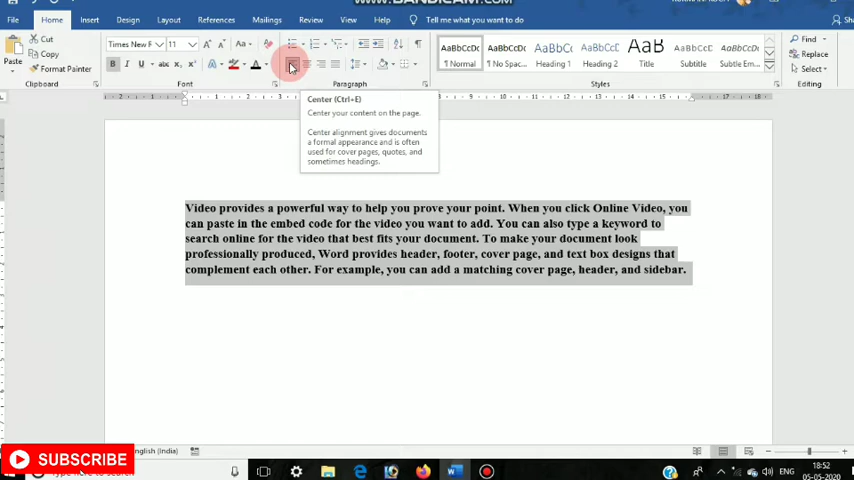 WWW.BANDICAM.COM
File Home Insert Design Layout References Mailings Review View Help Tell me what you want to do
Cut
Copy
Format Painter
Paste
Clipboard
Times New R 11 Aa
B I U abc X₂ X² A
Font
Paragraph
AaBbCcDc AaBbCcDc AaBbCc AaBbCcD AaB AaBbCcD AaBbCcDc
¶ Normal ¶ No Spac... Heading 1 Heading 2 Title Subtitle Subtle Em...
Styles
Find
Replace
Select
Editing
Center (Ctrl+E)
Center your content on the page.
Center alignment gives documents
a formal appearance and is often
used for cover pages, quotes, and
sometimes headings.
Video provides a powerful way to help you prove your point. When you click Online Video, you
can paste in the embed code for the video you want to add. You can also type a keyword to
search online for the video that best fits your document. To make your document look
professionally produced, Word provides header, footer, cover page, and text box designs that
complement each other. For example, you can add a matching cover page, header, and sidebar.
English (India)
SUBSCRIBE
ENG
18:52
05-05-2020